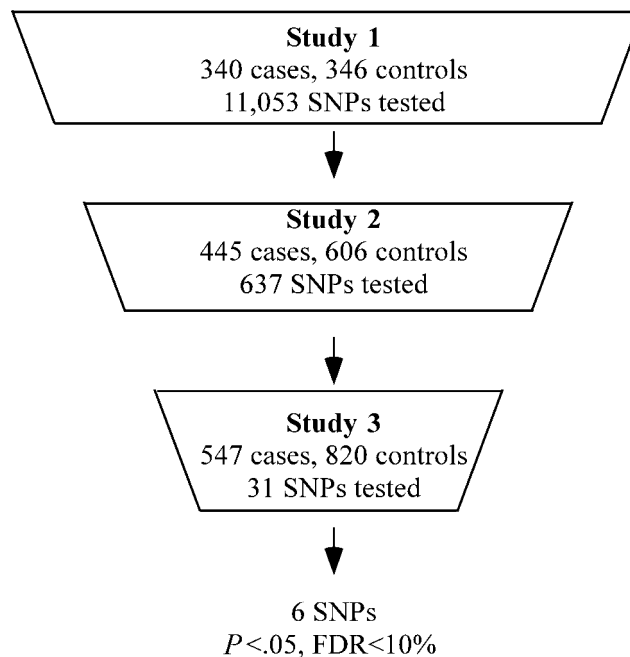 Study 1
340 cases, 346 controls
11,053 SNPs tested
Study 2
445 cases, 606 controls
637 SNPs tested
Study 3
547 cases, 820 controls
31 SNPs tested
6 SNPs
P<.05, FDR<10%